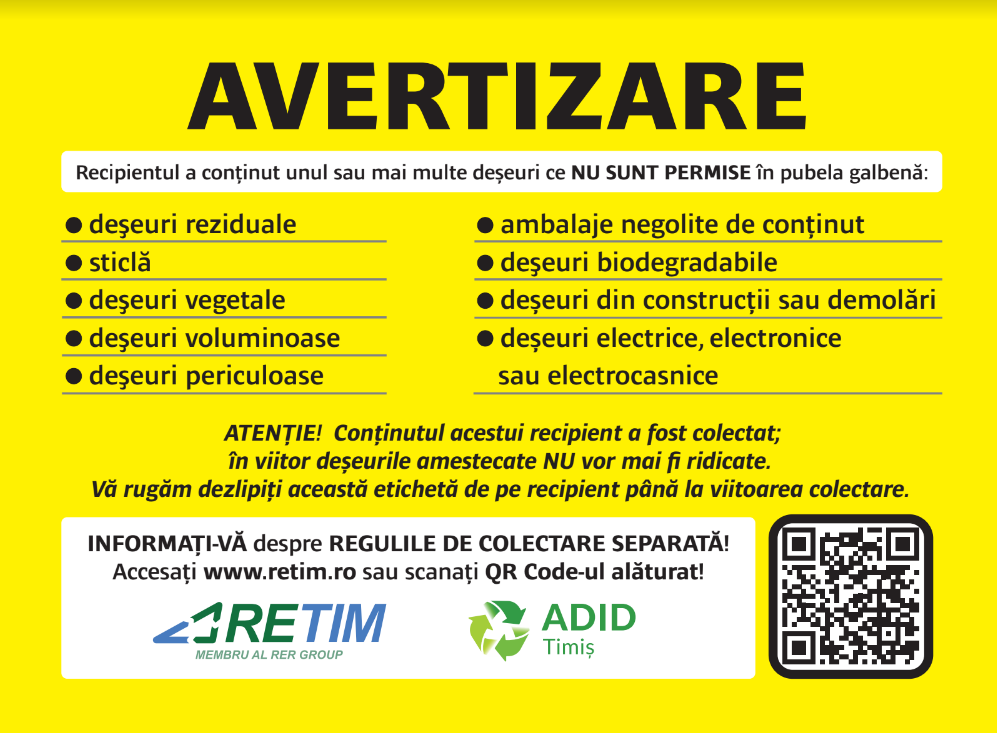 AVERTIZARE
Recipientul a conținut unul sau mai multe deșeuri ce NU SUNT PERMISE în pubela galbenă:
● deşeuri reziduale
● sticlă
● deşeuri vegetale
● deşeuri voluminoase
● deşeuri periculoase
● ambalaje negolite de conținut
● deşeuri biodegradabile
● deșeuri din construcții sau demolări
● deșeuri electrice, electronice
sau electrocasnice
ATENȚIE! Conținutul acestui recipient a fost colectat;
în viitor deșeurile amestecate NU vor mai fi ridicate.
Vă rugăm dezlipiți această etichetă de pe recipient până la viitoarea colectare.
INFORMAȚI-VĂ despre REGULILE DE COLECTARE SEPARATĂ!
Accesați www.retim.ro sau scanați QR Code-ul alăturat!
RETIM
MEMBRU AL RER GROUP
ADID
Timiș